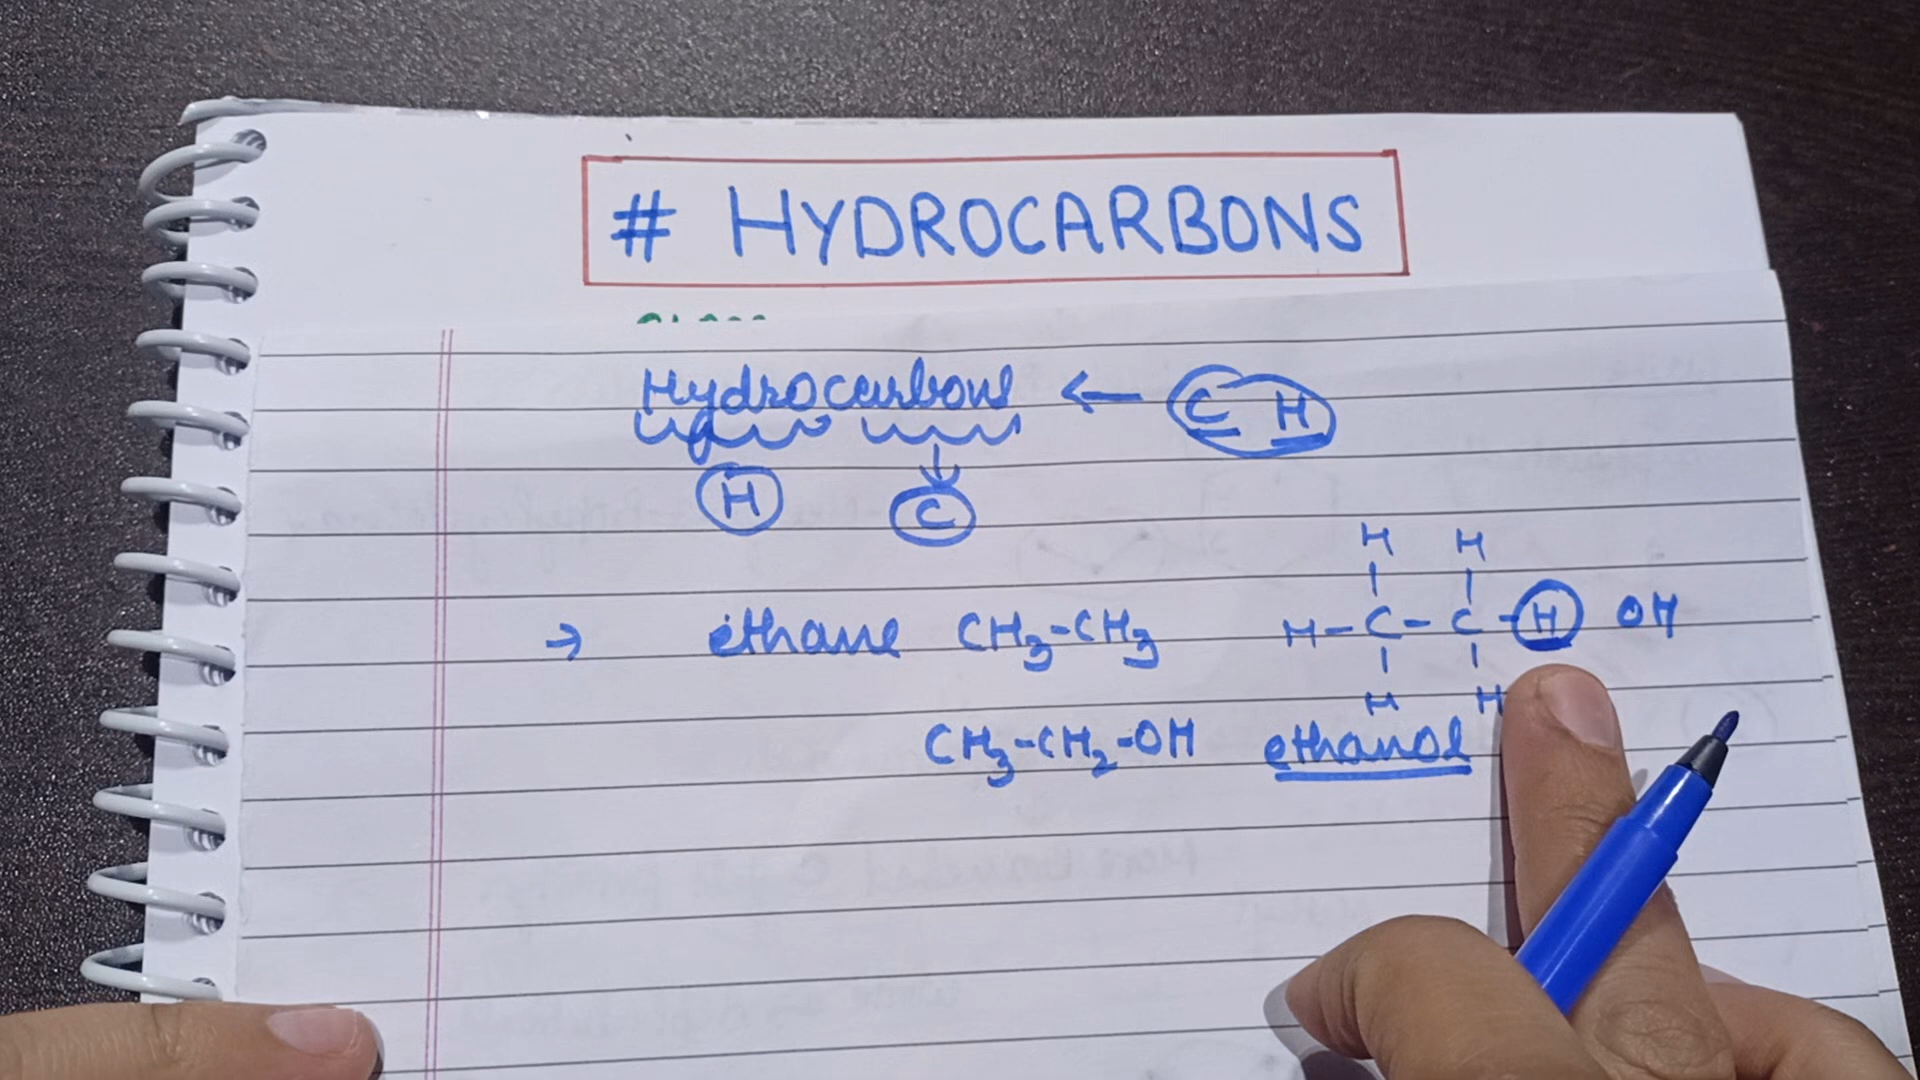 # HYDROCARBONS
Hydrocarbons ← C H
H C
H H
→ ethane CH3-CH3 H-C-C-H OH
H H
CH3-CH2-OH ethanol